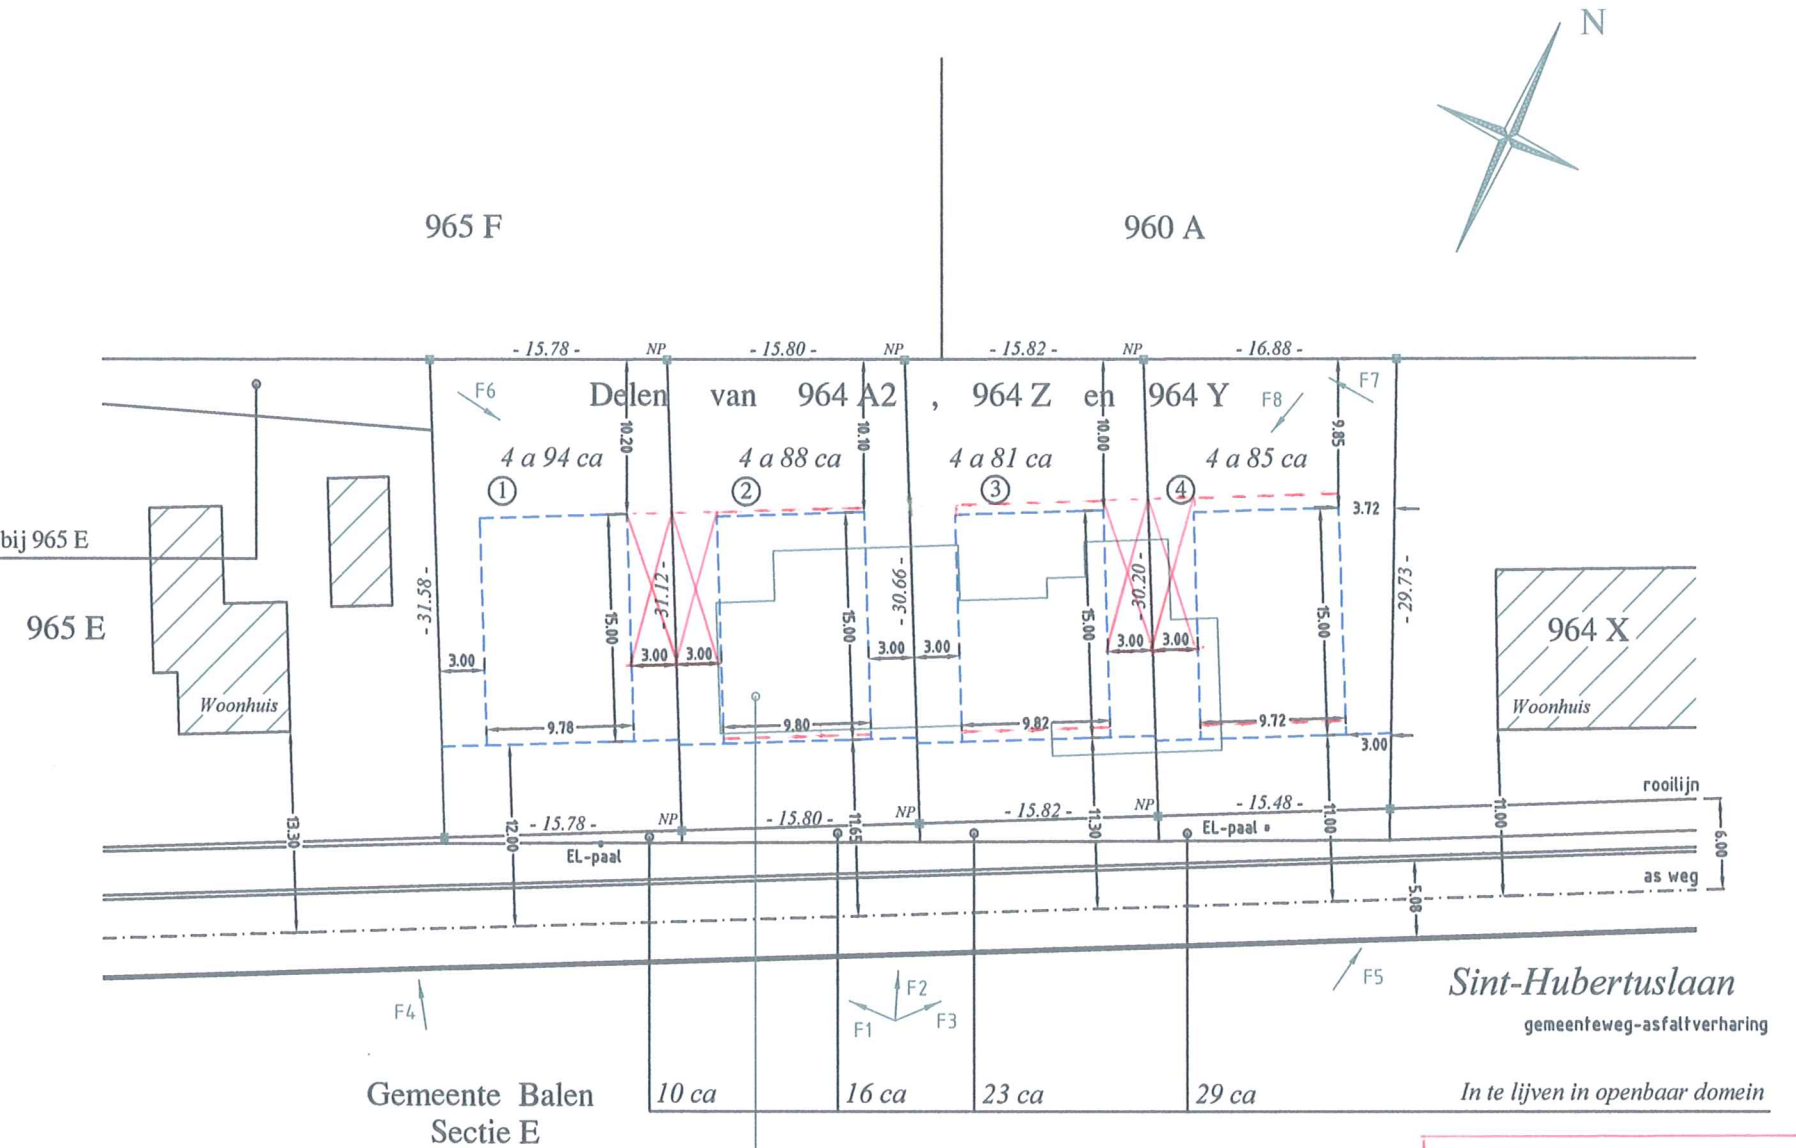 N
965 F
960 A
- 15.78 -
NP
- 15.80 -
NP
- 15.82 -
NP
- 16.88 -
F6
Delen van 964 A2 , 964 Z en 964 Y
F8
F7
10.20
10.10
10.00
9.85
4 a 94 ca
4 a 88 ca
4 a 81 ca
4 a 85 ca
1
2
3
4
3.72
bij 965 E
965 E
- 31.58 -
- 31.12 -
- 30.66 -
- 30.20 -
- 29.73 -
15.00
15.00
15.00
15.00
964 X
3.00
3.00
3.00
3.00
3.00
3.00
3.00
Woonhuis
Woonhuis
9.78
9.80
9.82
9.72
3.00
rooilijn
13.30
12.00
- 15.78 -
NP
- 15.80 -
11.65
NP
- 15.82 -
11.30
NP
- 15.48 -
11.00
11.00
6.00
EL-paal
EL-paal
as weg
5.08
Sint-Hubertuslaan
gemeenteweg-asfaltverharing
F4
F1
F2
F3
F5
Gemeente Balen
Sectie E
10 ca
16 ca
23 ca
29 ca
In te lijven in openbaar domein